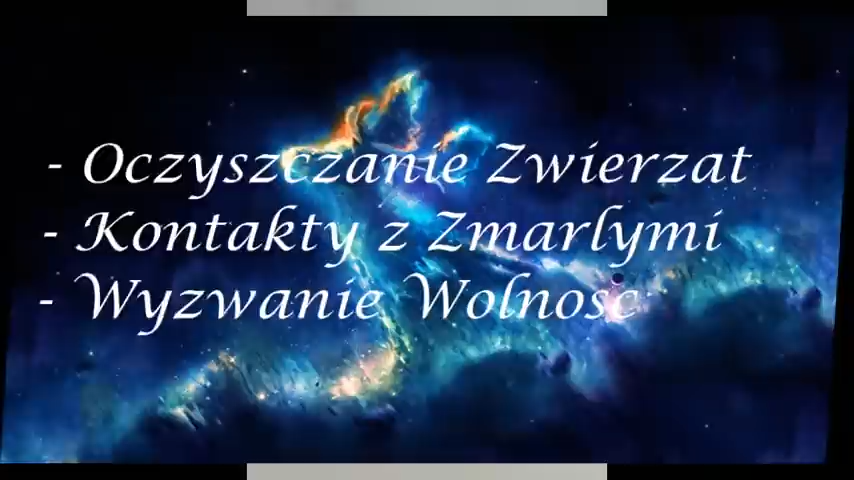 - Oczyszczanie Zwierzat
- Kontakty z Zmarlymi
- Wyzwanie Wolnosc